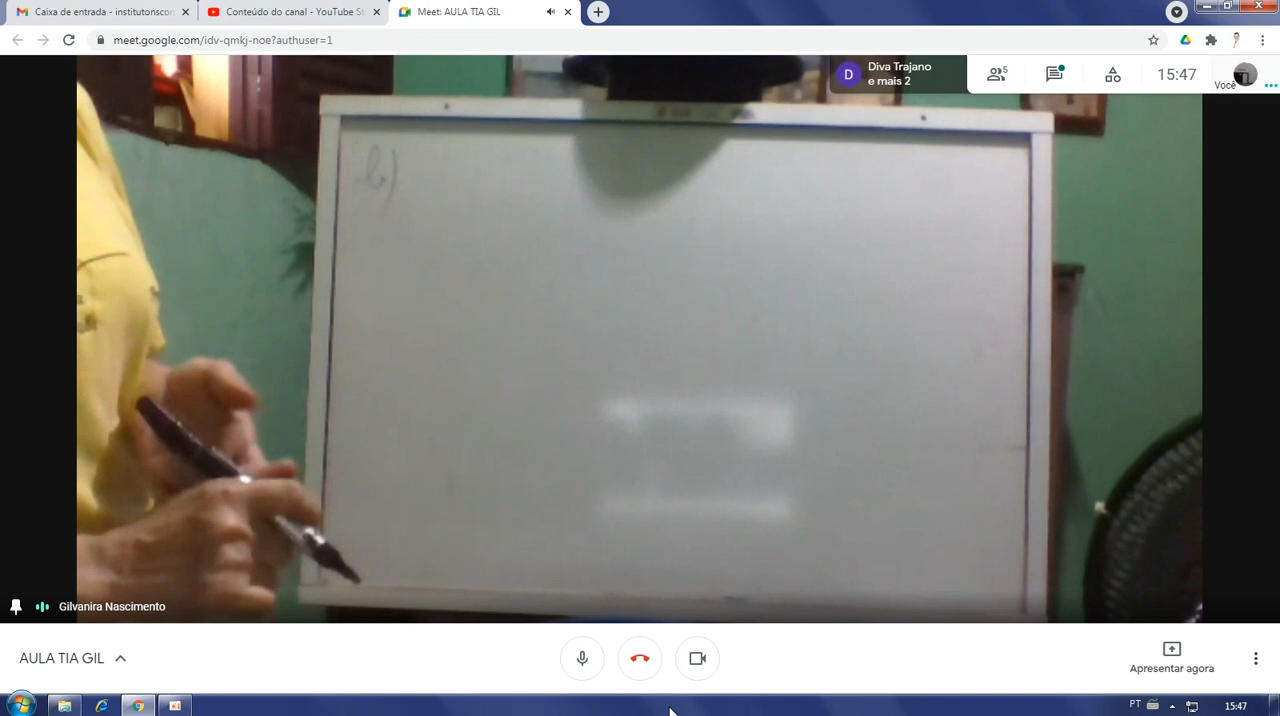 Caixa de entrada - institutonscon
Conteúdo do canal - YouTube St
Meet: AULA TIA GIL
meet.google.com/idv-qmkj-noe?authuser=1
D
Diva Trajano
e mais 2
5
15:47
Você
b)
Gilvanira Nascimento
AULA TIA GIL
Apresentar agora
PT
15:47